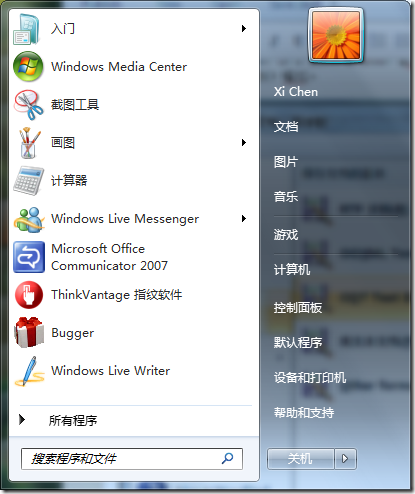 入门
Windows Media Center
截图工具
画图
计算器
Windows Live Messenger
Microsoft Office
Communicator 2007
ThinkVantage 指纹软件
Bugger
Windows Live Writer
所有程序
搜索程序和文件
Xi Chen
文档
图片
音乐
游戏
计算机
控制面板
默认程序
设备和打印机
帮助和支持
关机